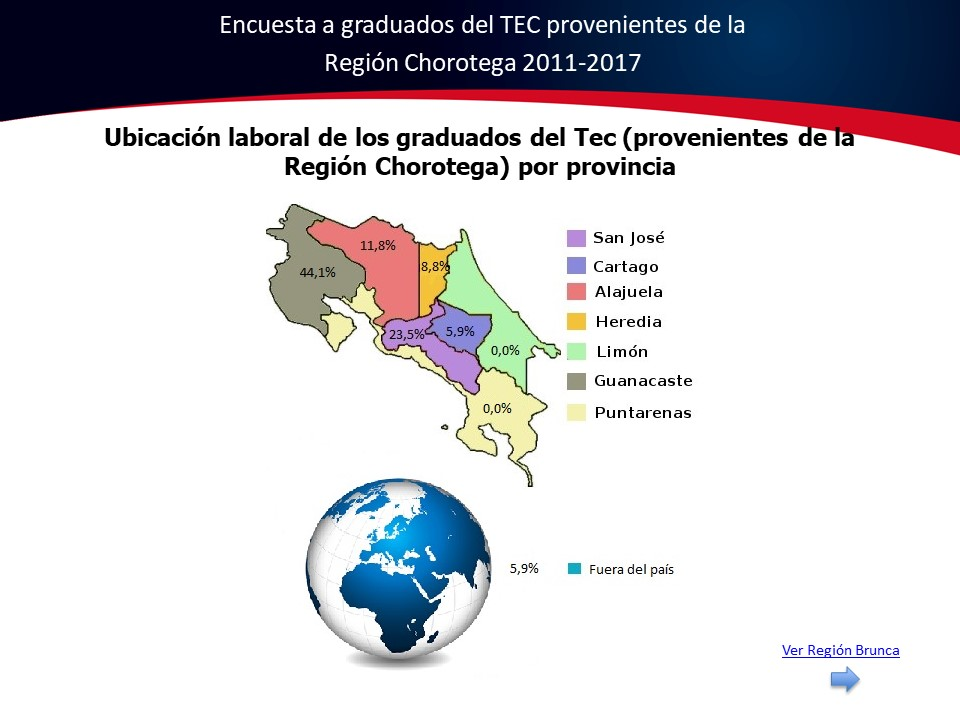 Encuesta a graduados del TEC provenientes de la
Región Chorotega 2011-2017
Ubicación laboral de los graduados del Tec (provenientes de la
Región Chorotega) por provincia
11,8%
8,8%
44,1%
23,5%
5,9%
0,0%
0,0%
San José
Cartago
Alajuela
Heredia
Limón
Guanacaste
Puntarenas
5,9%
Fuera del país
Ver Región Brunca